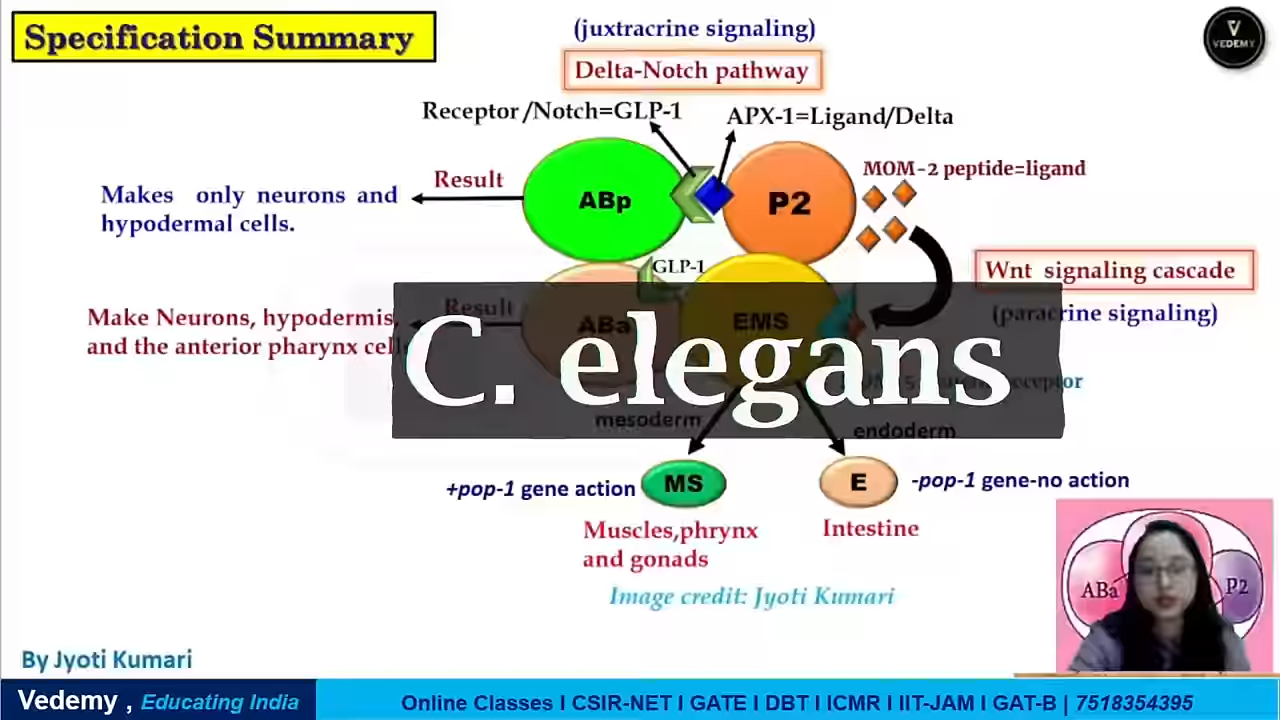 Specification Summary
(juxtracrine signaling)
Delta-Notch pathway
VEDEMY
Receptor /Notch=GLP-1
APX-1=Ligand/Delta
MOM-2 peptide=ligand
Result
ABp
P2
Makes only neurons and
hypodermal cells.
GLP-1
Wnt signaling cascade
(paracrine signaling)
Result
ABa
EMS
Make Neurons, hypodermis,
and the anterior pharynx cell
C. elegans
receptor
mesoderm
endoderm
+pop-1 gene action
MS
E
-pop-1 gene-no action
Muscles,phrynx
and gonads
Intestine
Image credit: Jyoti Kumari
ABa
P2
By Jyoti Kumari
Vedemy , Educating India
Online Classes I CSIR-NET I GATE I DBT I ICMR I IIT-JAM I GAT-B | 7518354395